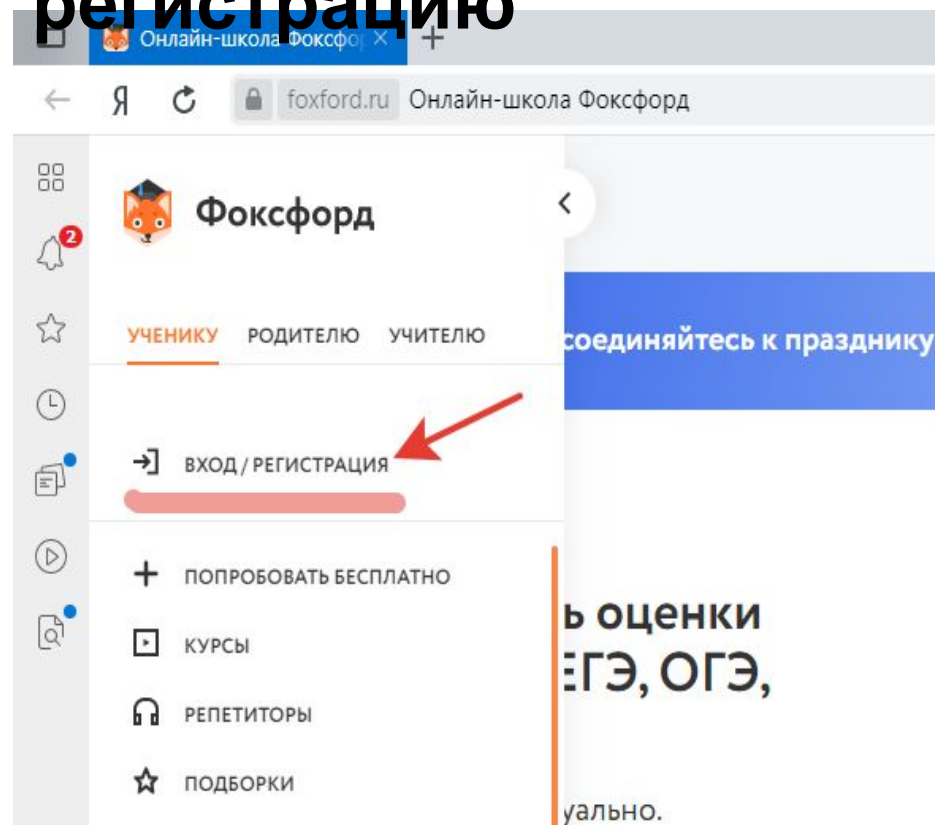 регистрацию
Онлайн-школа Фоксфор
foxford.ru Онлайн-школа Фоксфорд
Фоксфорд
2
УЧЕНИКУ РОДИТЕЛЮ УЧИТЕЛЮ
соединяйтесь к празднику
ВХОД / РЕГИСТРАЦИЯ
ПОПРОБОВАТЬ БЕСПЛАТНО
ь оценки
КУРСЫ
ЕГЭ, ОГЭ,
РЕПЕТИТОРЫ
ПОДБОРКИ
уально.